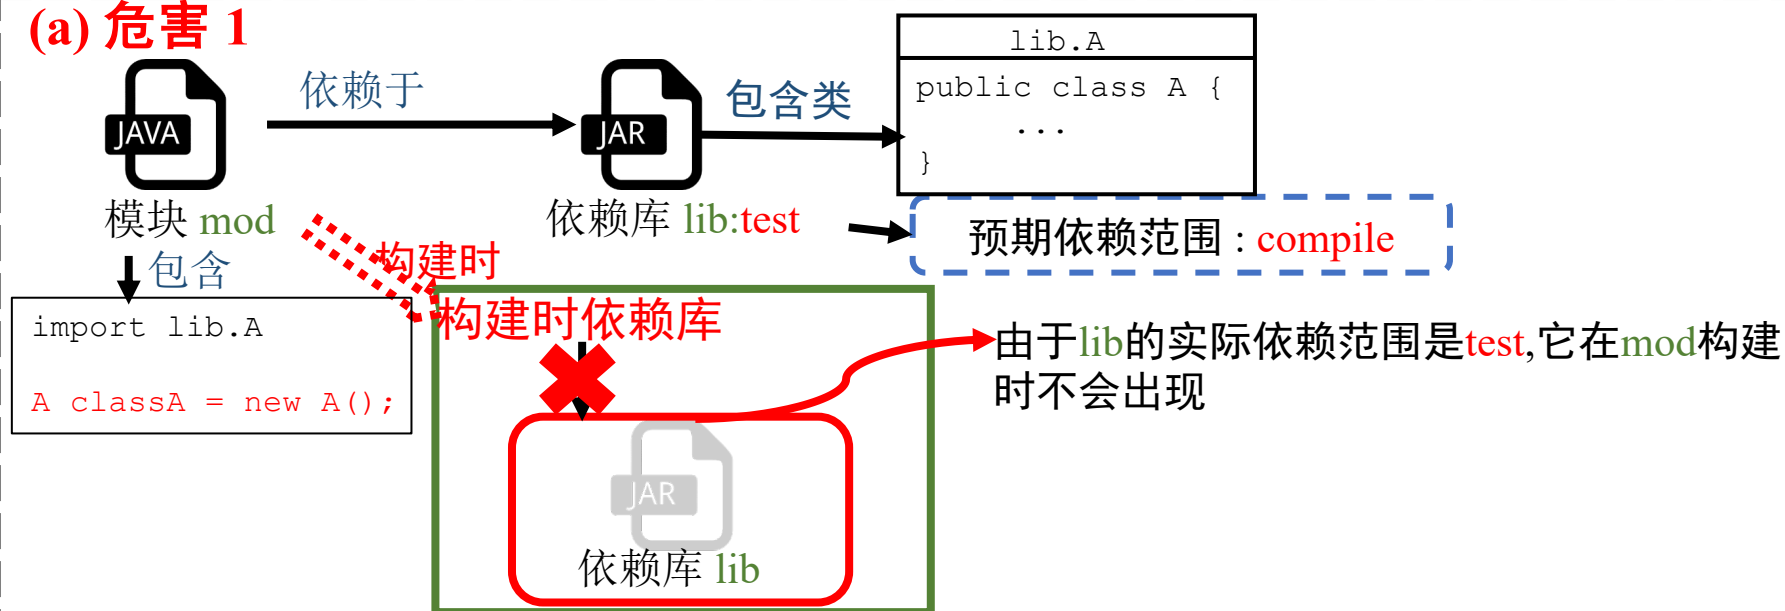 (a) 危害 1
lib.A
public class A {
...
}
JAVA
依赖于
JAR
包含类
模块 mod
依赖库 lib:test
预期依赖范围 : compile
包含
构建时
import lib.A
A classA = new A();
构建时依赖库
由于lib的实际依赖范围是test,它在mod构建
时不会出现
JAR
依赖库 lib